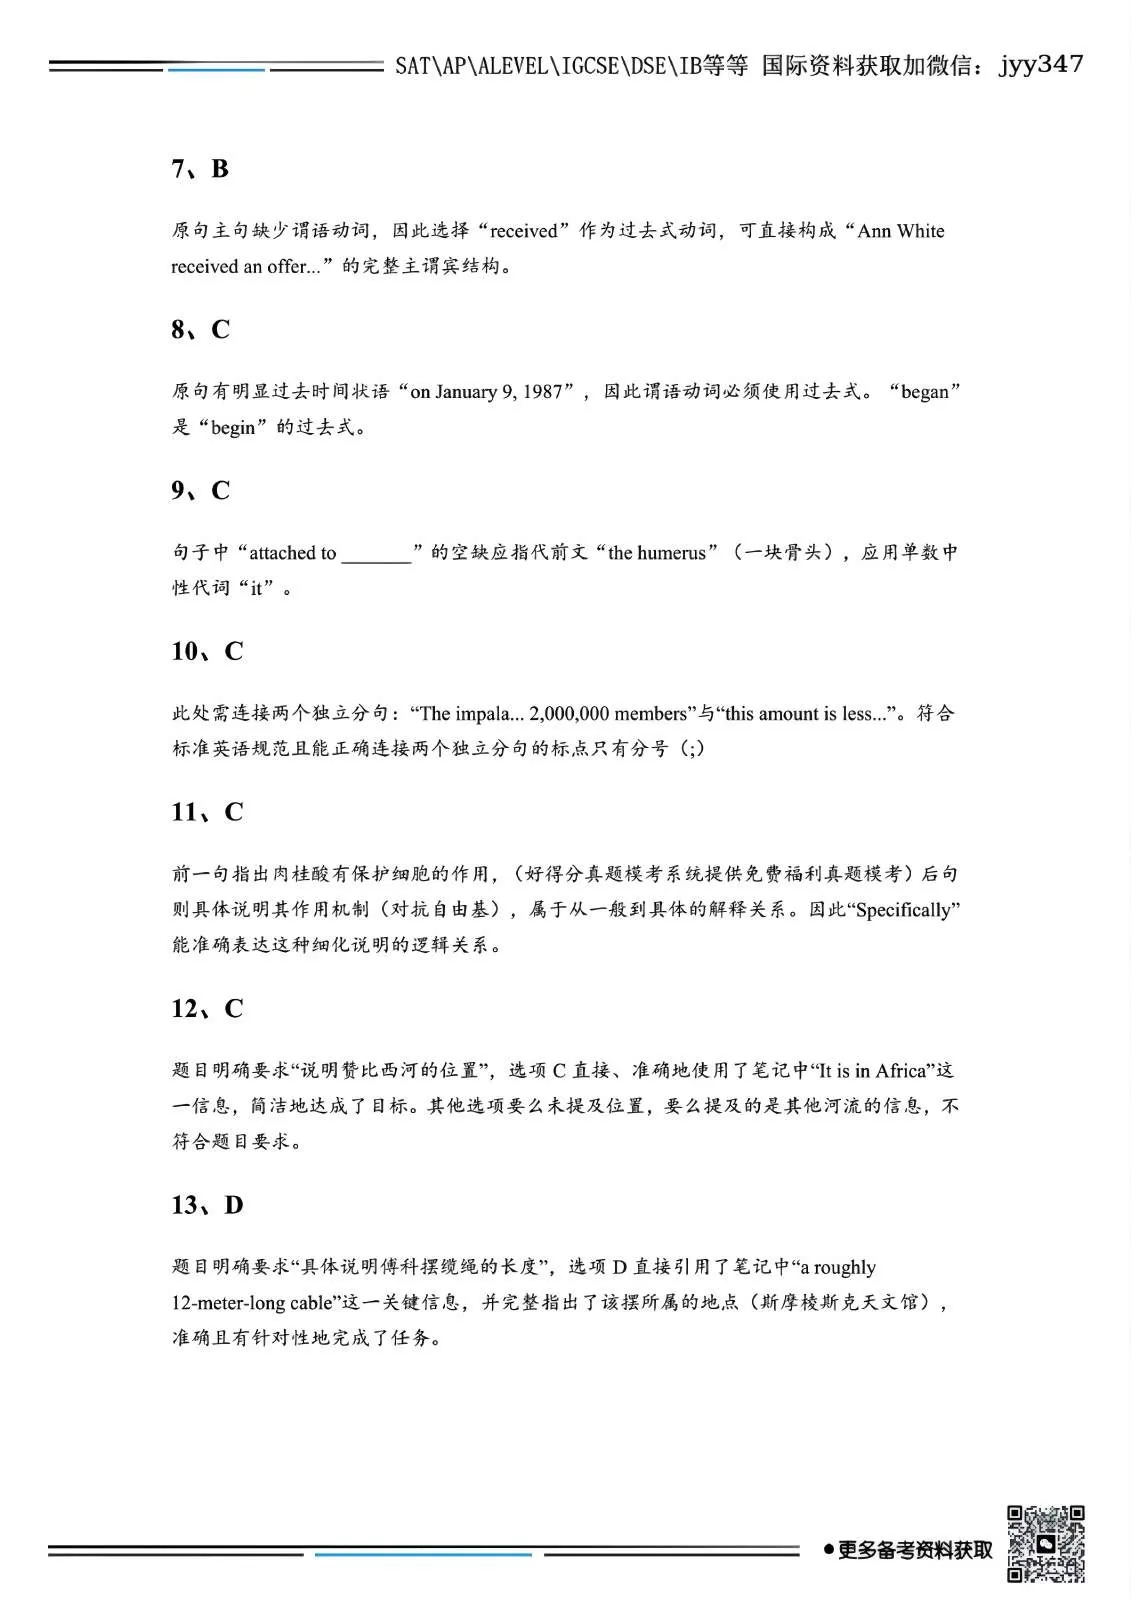 SAT\AP\ALEVEL\IGCSE\DSE\IB等等 国际资料获取加微信：jyy347
7、B
原句主句缺少谓语动词，因此选择“received”作为过去式动词，可直接构成“Ann White
received an offer...”的完整主谓宾结构。
8、C
原句有明显过去时间状语“on January 9, 1987”，因此谓语动词必须使用过去式。“began”
是“begin”的过去式。
9、C
句子中“attached to _______”的空缺应指代前文“the humerus”（一块骨头），应用单数中
性代词“it”。
10、C
此处需连接两个独立分句：“The impala... 2,000,000 members”与“this amount is less...”。符合
标准英语规范且能正确连接两个独立分句的标点只有分号（;）
11、C
前一句指出肉桂酸有保护细胞的作用，（好得分真题模考系统提供免费福利真题模考）后句
则具体说明其作用机制（对抗自由基），属于从一般到具体的解释关系。因此“Specifically”
能准确表达这种细化说明的逻辑关系。
12、C
题目明确要求“说明赞比西河的位置”，选项 C 直接、准确地使用了笔记中“It is in Africa”这
一信息，简洁地达成了目标。其他选项要么未提及位置，要么提及的是其他河流的信息，不
符合题目要求。
13、D
题目明确要求“具体说明傅科摆缆绳的长度”，选项 D 直接引用了笔记中“a roughly
12-meter-long cable”这一关键信息，并完整指出了该摆所属的地点（斯摩棱斯克天文馆），
准确且有针对性地完成了任务。
●更多备考资料获取